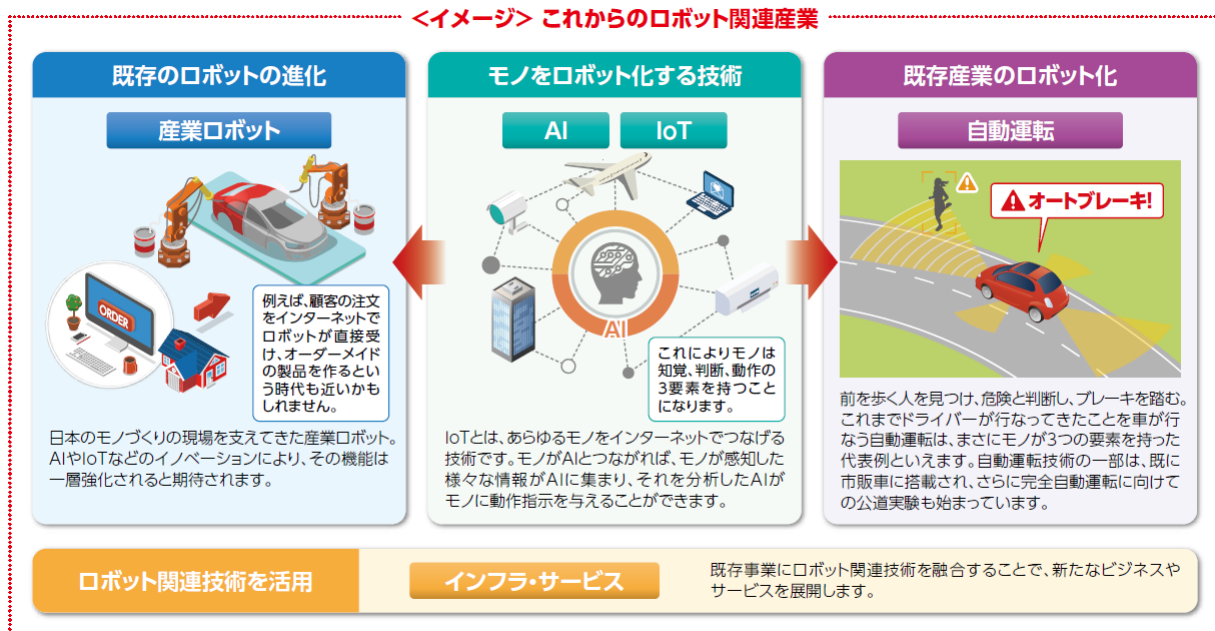 <イメージ> これからのロボット関連産業
既存のロボットの進化
産業ロボット
ORDER
例えば、顧客の注文
をインターネットで
ロボットが直接受
け、オーダーメイド
の製品を作るとい
う時代も近いかも
しれません。
日本のモノづくりの現場を支えてきた産業ロボット。
AIやIoTなどのイノベーションにより、その機能は
一層強化されると期待されます。
モノをロボット化する技術
AI
IoT
AI
これによりモノは
知覚、判断、動作の
3要素を持つこと
になります。
IoTとは、あらゆるモノをインターネットでつなげる
技術です。モノがAIとつながれば、モノが感知した
様々な情報がAIに集まり、それを分析したAIが
モノに動作指示を与えることができます。
既存産業のロボット化
自動運転
オートブレーキ!
前を歩く人を見つけ、危険と判断し、ブレーキを踏む。
これまでドライバーが行なってきたことを車が行
なう自動運転は、まさにモノが3つの要素を持った
代表例といえます。自動運転技術の一部は、既に
市販車に搭載され、さらに完全自動運転に向けて
の公道実験も始まっています。
ロボット関連技術を活用
インフラ・サービス
既存事業にロボット関連技術を融合することで、新たなビジネスや
サービスを展開します。